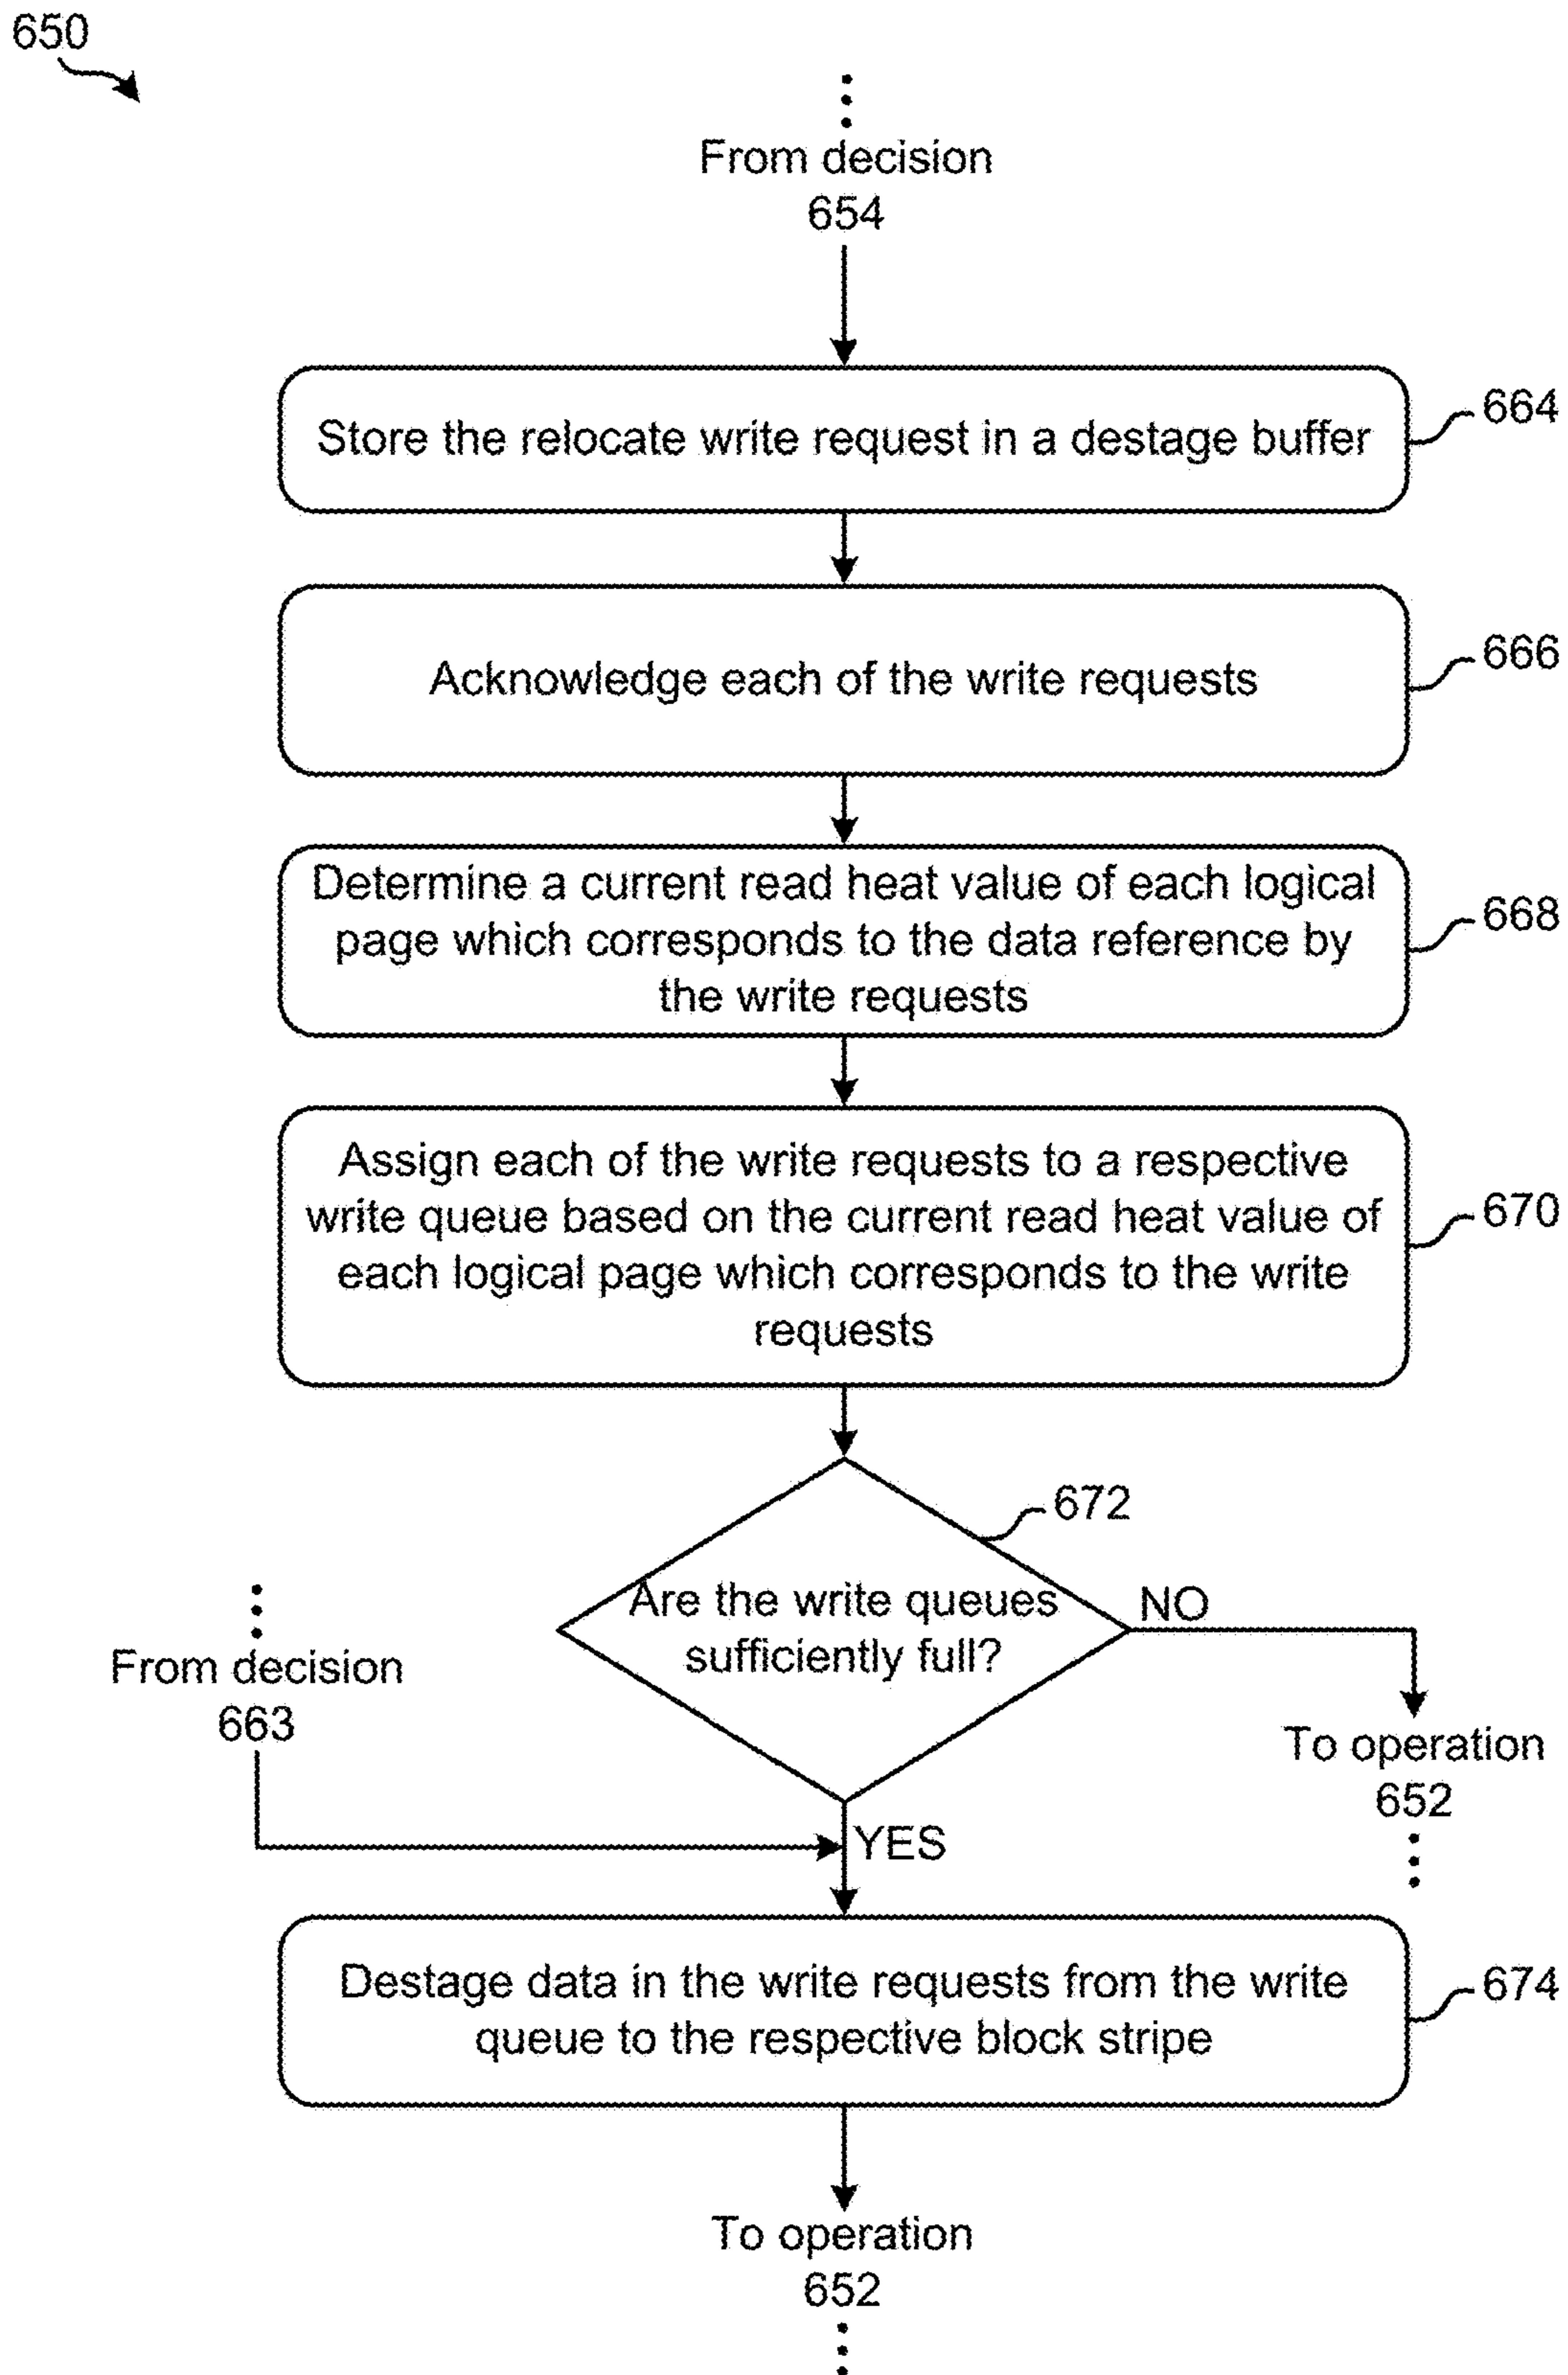 650
From decision
654
Store the relocate write request in a destage buffer
664
Acknowledge each of the write requests
666
Determine a current read heat value of each logical
page which corresponds to the data reference by
the write requests
668
Assign each of the write requests to a respective
write queue based on the current read heat value of
each logical page which corresponds to the write
requests
670
672
Are the write queues
sufficiently full?
NO
From decision
663
To operation
652
YES
Destage data in the write requests from the write
queue to the respective block stripe
674
To operation
652